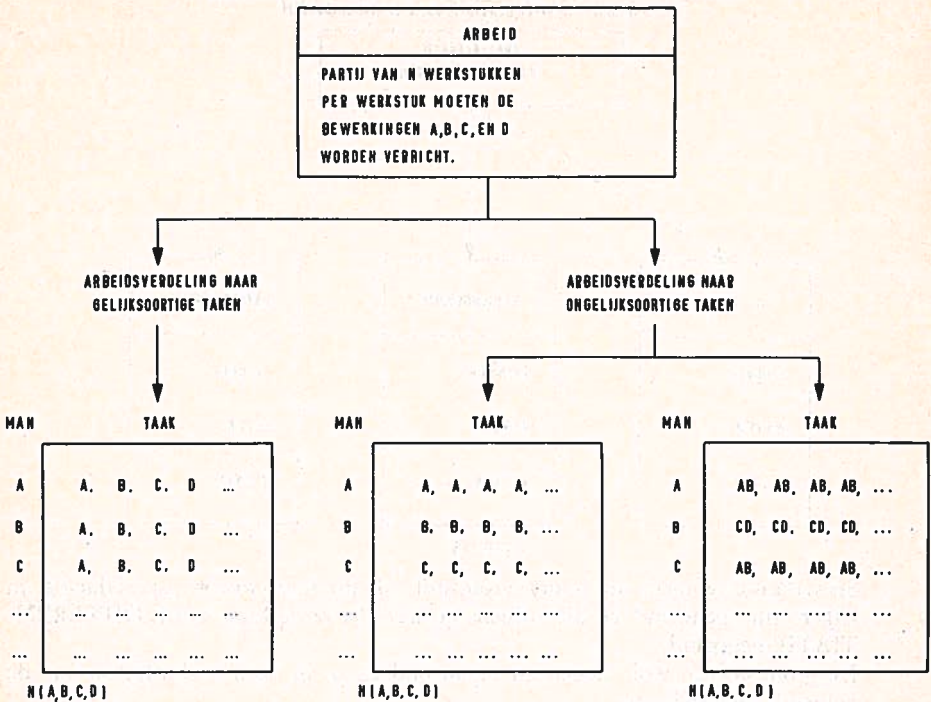 ARBEID
PARTIJ VAN N WERKSTUKKEN
PER WERKSTUK MOETEN DE
BEWERKINGEN A,B,C,EN D
WORDEN VERRICHT.
ARBEIDSVERDELING NAAR
GELIJKSOORTIGE TAKEN
ARBEIDSVERDELING NAAR
ONGELIJKSOORTIGE TAKEN
MAN TAAK
A A, B, C, D ...
B A, B, C, D ...
C A, B, C, D ...
... ... ... ... ... ...
... ... ... ... ... ...
N(A,B,C,D)
MAN TAAK
A A, A, A, A, ...
B B, B, B, B, ...
C C, C, C, C, ...
... ... ... ... ... ...
... ... ... ... ... ...
N(A,B,C,D)
MAN TAAK
A AB, AB, AB, AB, ...
B CD, CD, CD, CD, ...
C AB, AB, AB, AB, ...
... ... ... ... ... ...
... ... ... ... ... ...
N(A,B,C,D)